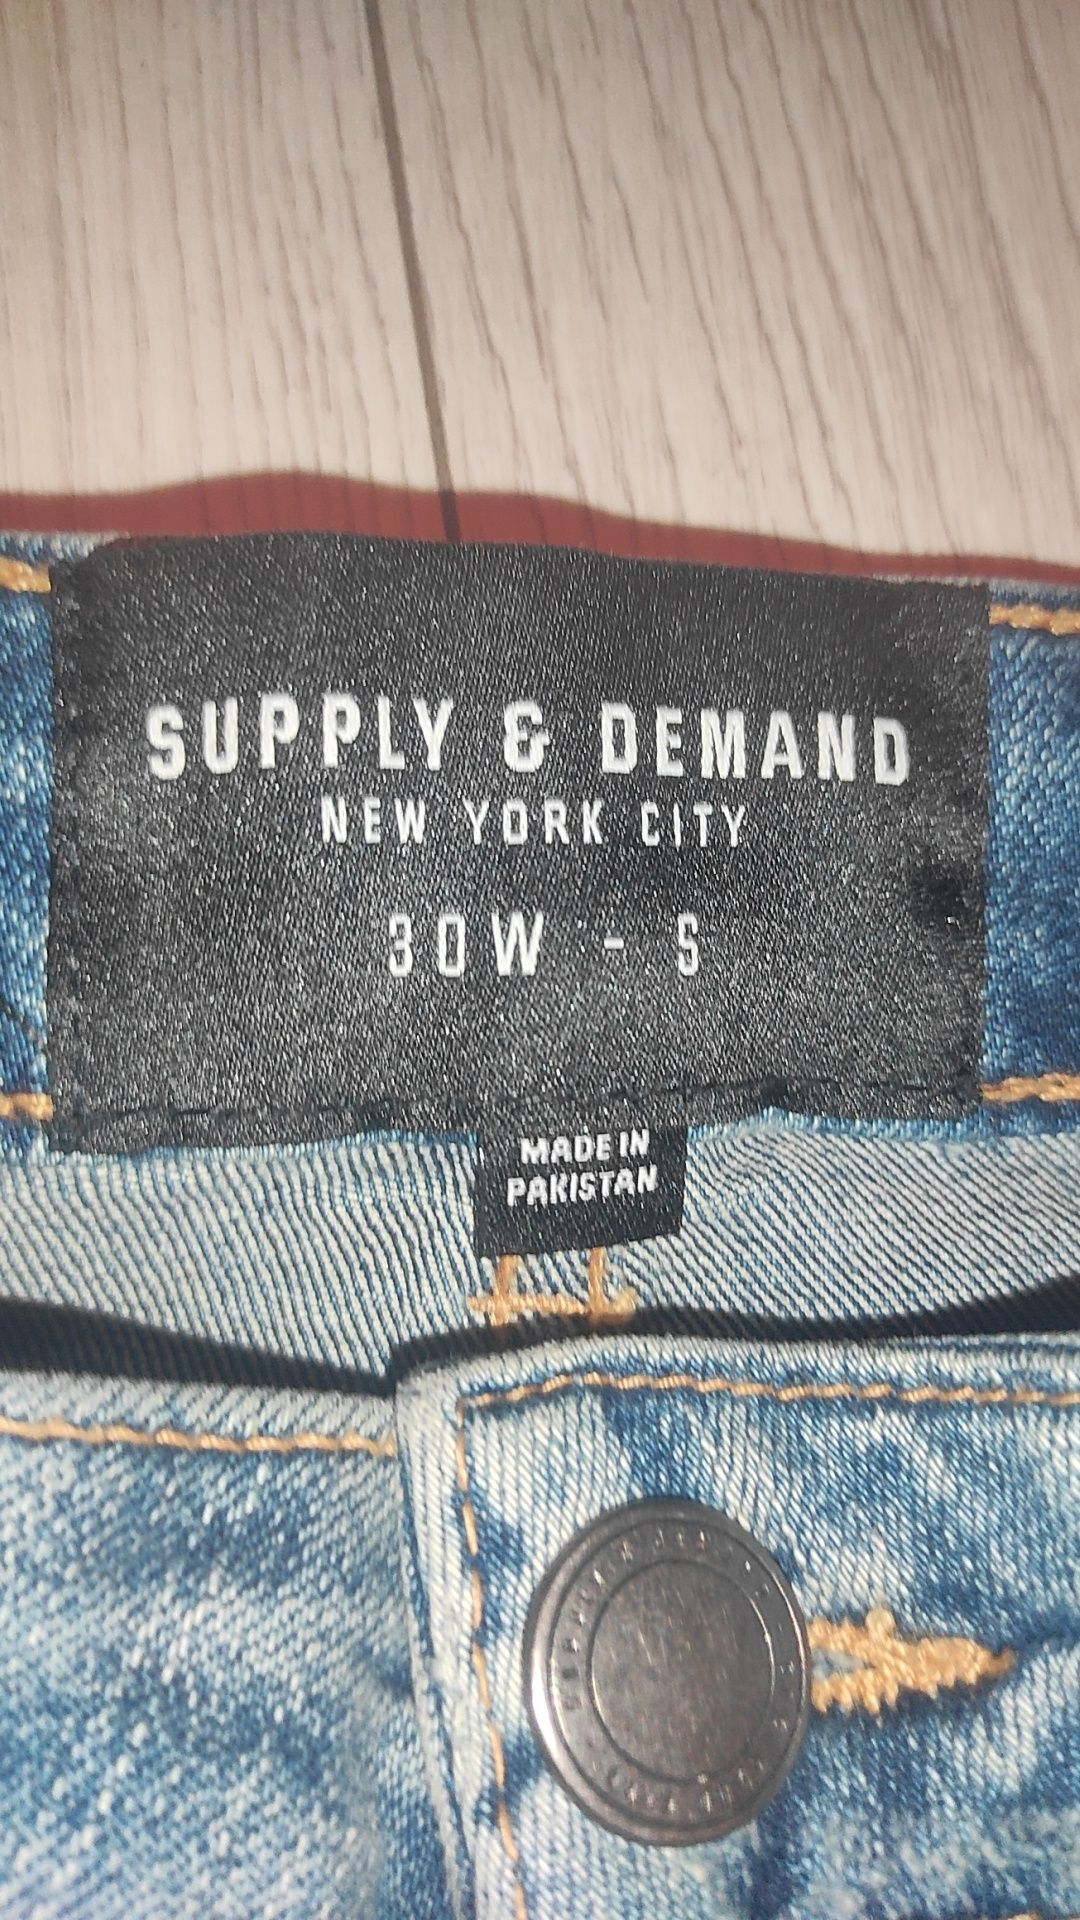 SUPPLY & DEMAND
NEW YORK CITY
30W - S
MADE IN
PAKISTAN